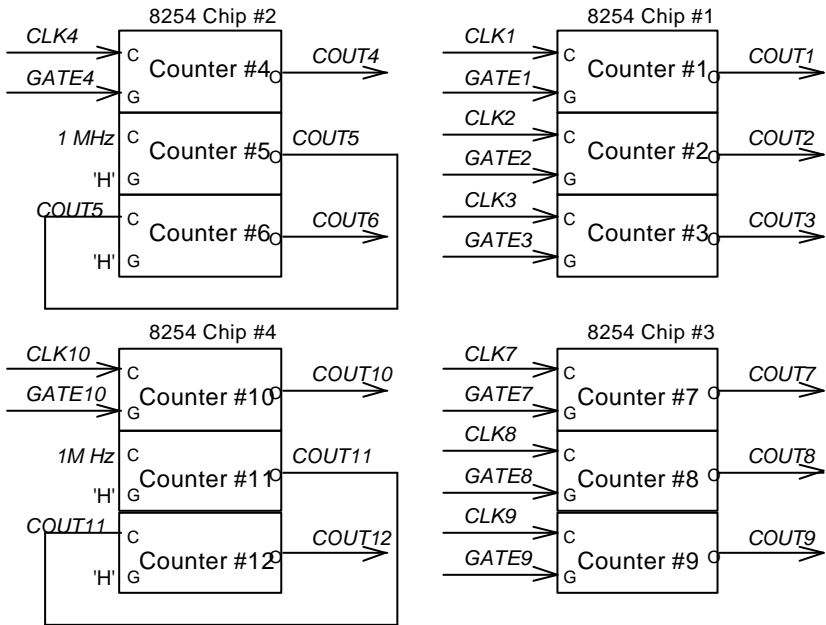 8254 Chip #2
CLK4
C
COUT4
Counter #4
O
GATE4
G
1 MHz
C
COUT5
Counter #5
O
'H'
G
COUT5
C
COUT6
Counter #6
O
'H'
G
8254 Chip #1
CLK1
C
COUT1
Counter #1
O
GATE1
G
CLK2
C
COUT2
Counter #2
O
GATE2
G
CLK3
C
COUT3
Counter #3
O
GATE3
G
8254 Chip #4
CLK10
C
COUT10
Counter #10
O
GATE10
G
1M Hz
C
COUT11
Counter #11
O
'H'
G
COUT11
C
COUT12
Counter #12
O
'H'
G
8254 Chip #3
CLK7
C
COUT7
Counter #7
O
GATE7
G
CLK8
C
COUT8
Counter #8
O
GATE8
G
CLK9
C
COUT9
Counter #9
O
GATE9
G